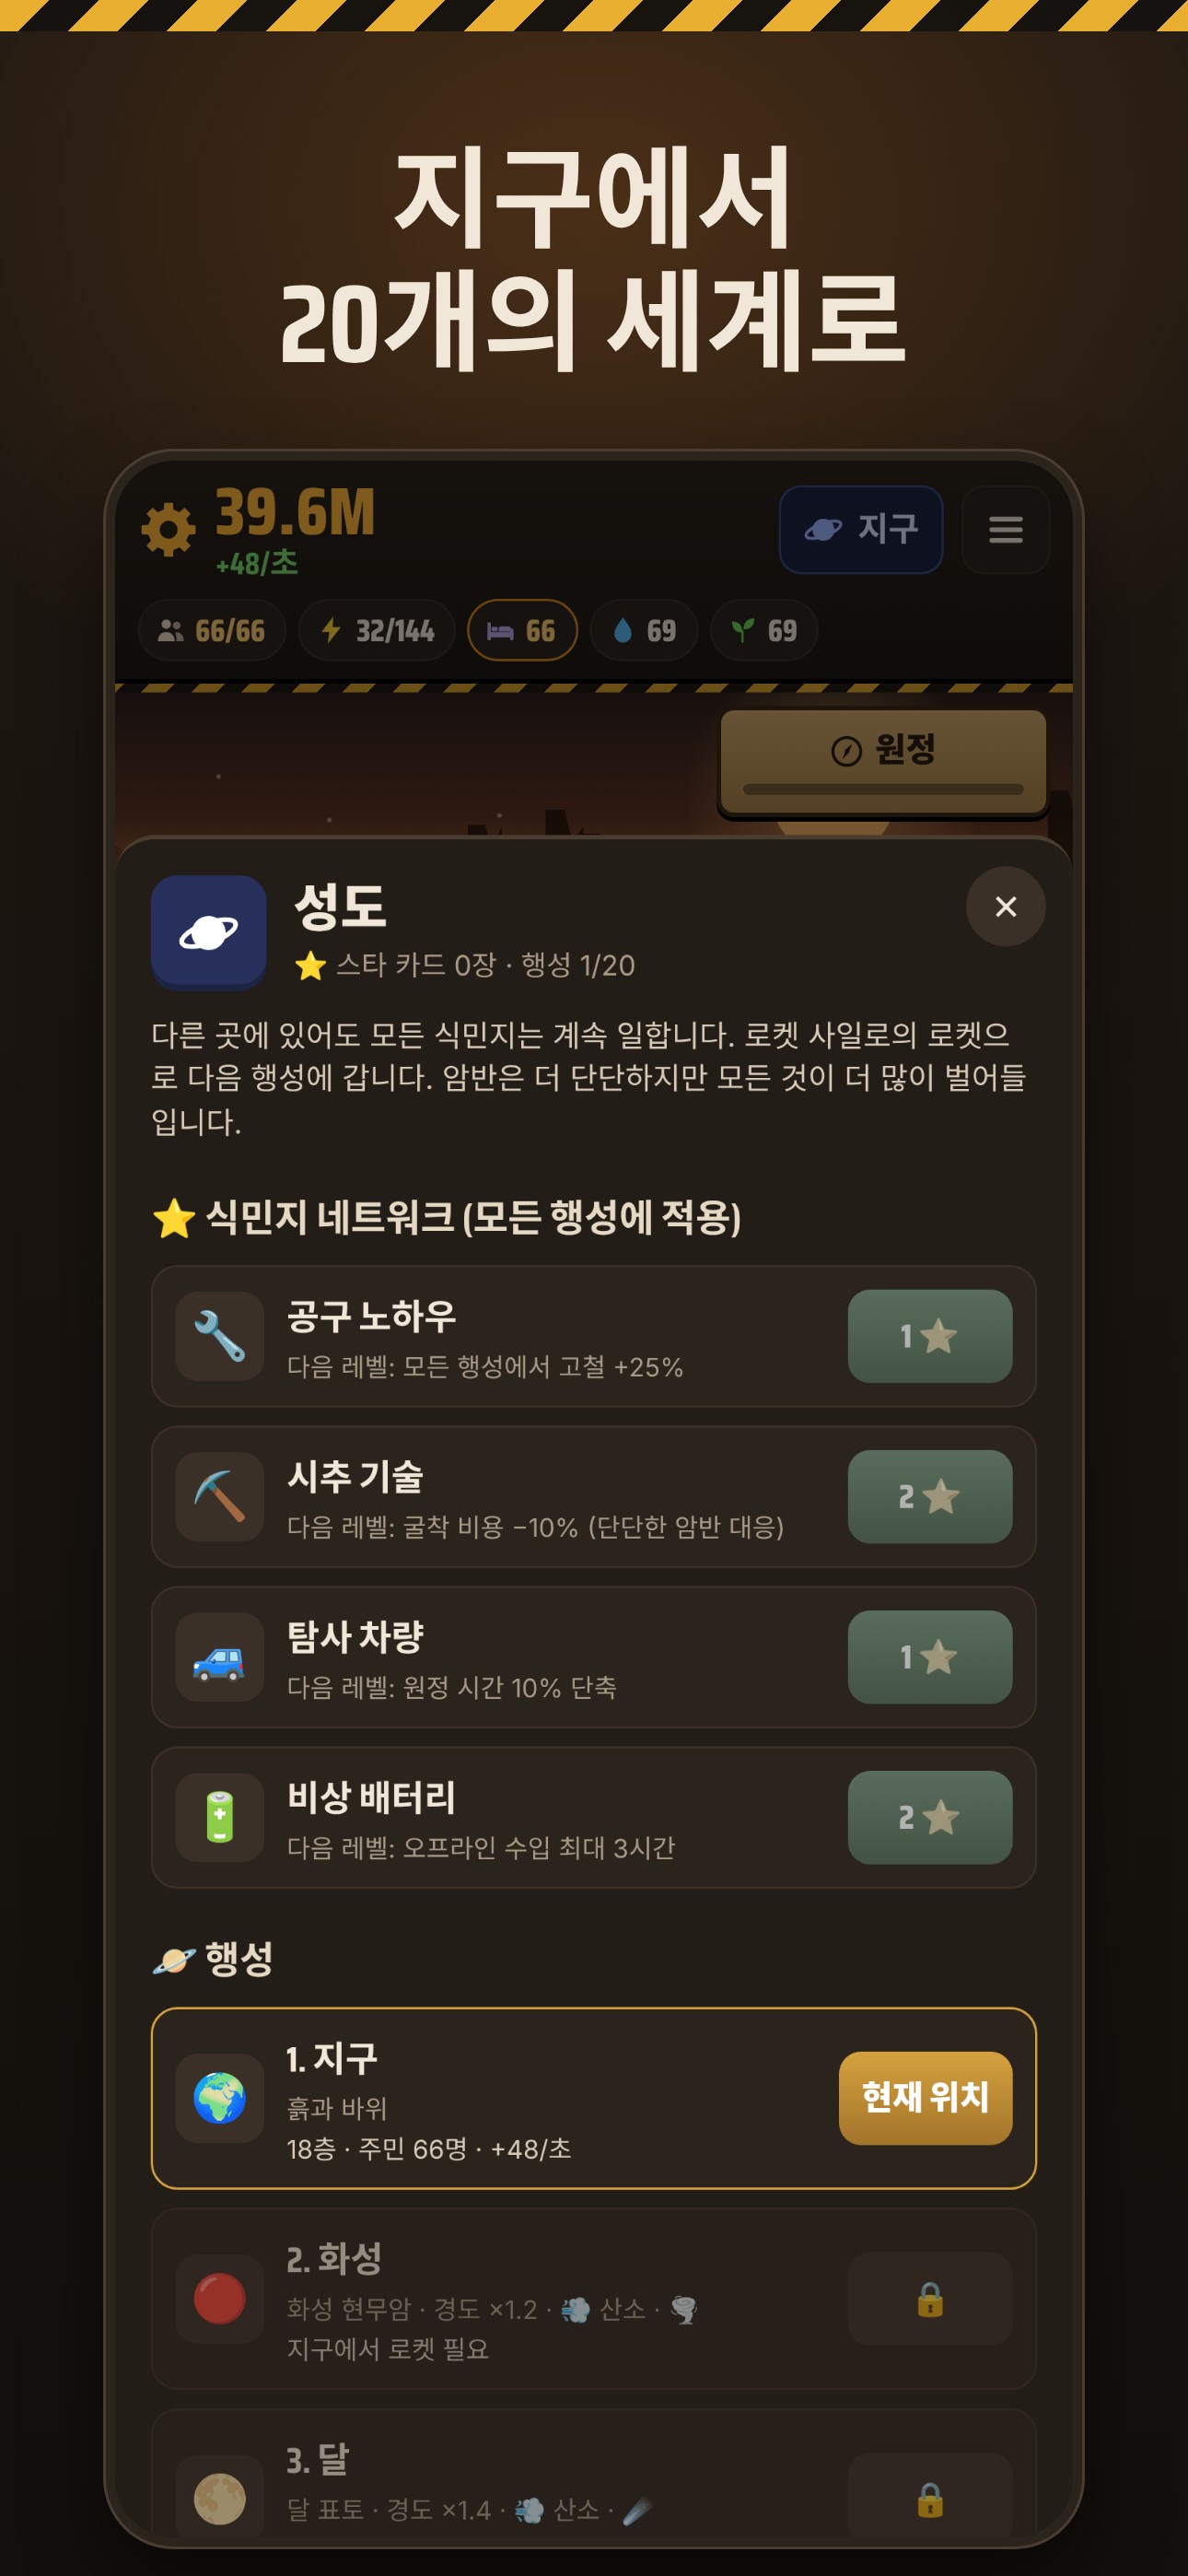 지구에서
20개의 세계로
39.6M
+48/초
지구
66/66
32/144
66
69
69
원정
성도
스타 카드 0장 · 행성 1/20
다른 곳에 있어도 모든 식민지는 계속 일합니다. 로켓 사일로의 로켓으
로 다음 행성에 갑니다. 암반은 더 단단하지만 모든 것이 더 많이 벌어들
입니다.
식민지 네트워크 (모든 행성에 적용)
공구 노하우
다음 레벨: 모든 행성에서 고철 +25%
1
시추 기술
다음 레벨: 굴착 비용 −10% (단단한 암반 대응)
2
탐사 차량
다음 레벨: 원정 시간 10% 단축
1
비상 배터리
다음 레벨: 오프라인 수입 최대 3시간
2
행성
1. 지구
흙과 바위
18층 · 주민 66명 · +48/초
현재 위치
2. 화성
화성 현무암 · 경도 ×1.2 · 산소 ·
지구에서 로켓 필요
3. 달
달 표토 · 경도 ×1.4 · 산소 ·